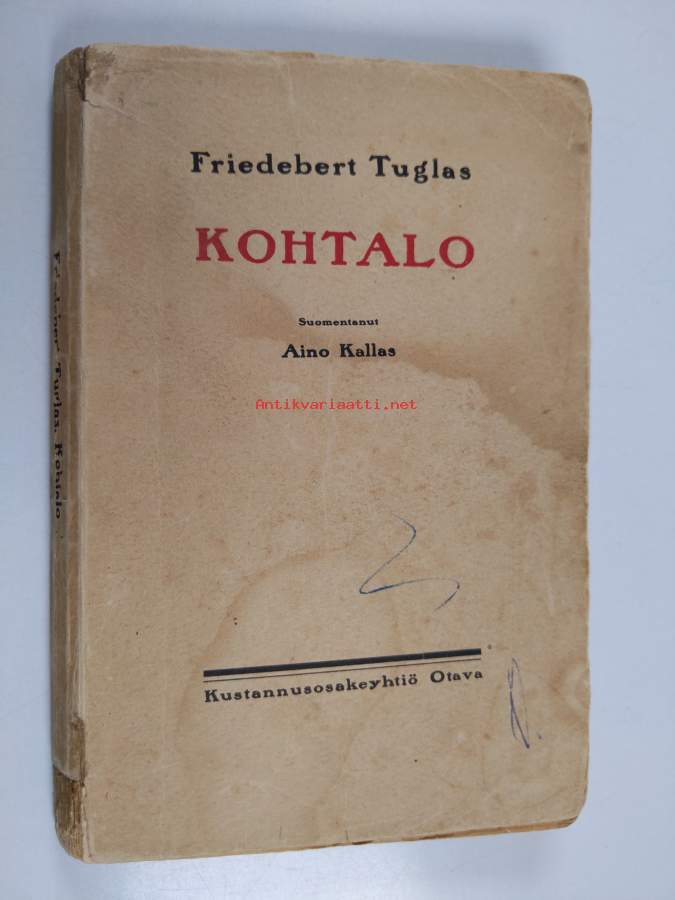 Friedebert Tuglas
KOHTALO
Suomentanut
Aino Kallas
Antikvariaatti.net
Kustannusosakeyhtiö Otava
Friedebert Tuglas. Kohtalo.